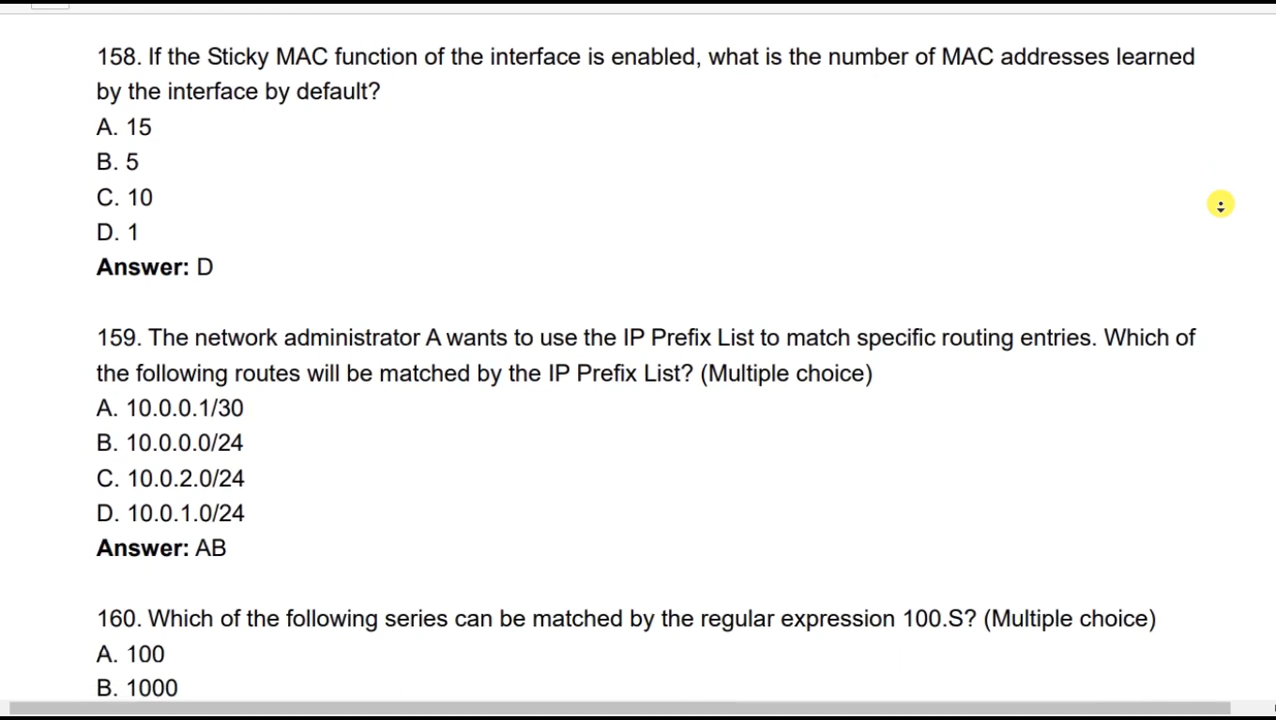 158. If the Sticky MAC function of the interface is enabled, what is the number of MAC addresses learned
by the interface by default?
A. 15
B. 5
C. 10
D. 1
Answer: D
159. The network administrator A wants to use the IP Prefix List to match specific routing entries. Which of
the following routes will be matched by the IP Prefix List? (Multiple choice)
A. 10.0.0.1/30
B. 10.0.0.0/24
C. 10.0.2.0/24
D. 10.0.1.0/24
Answer: AB
160. Which of the following series can be matched by the regular expression 100.S? (Multiple choice)
A. 100
B. 1000